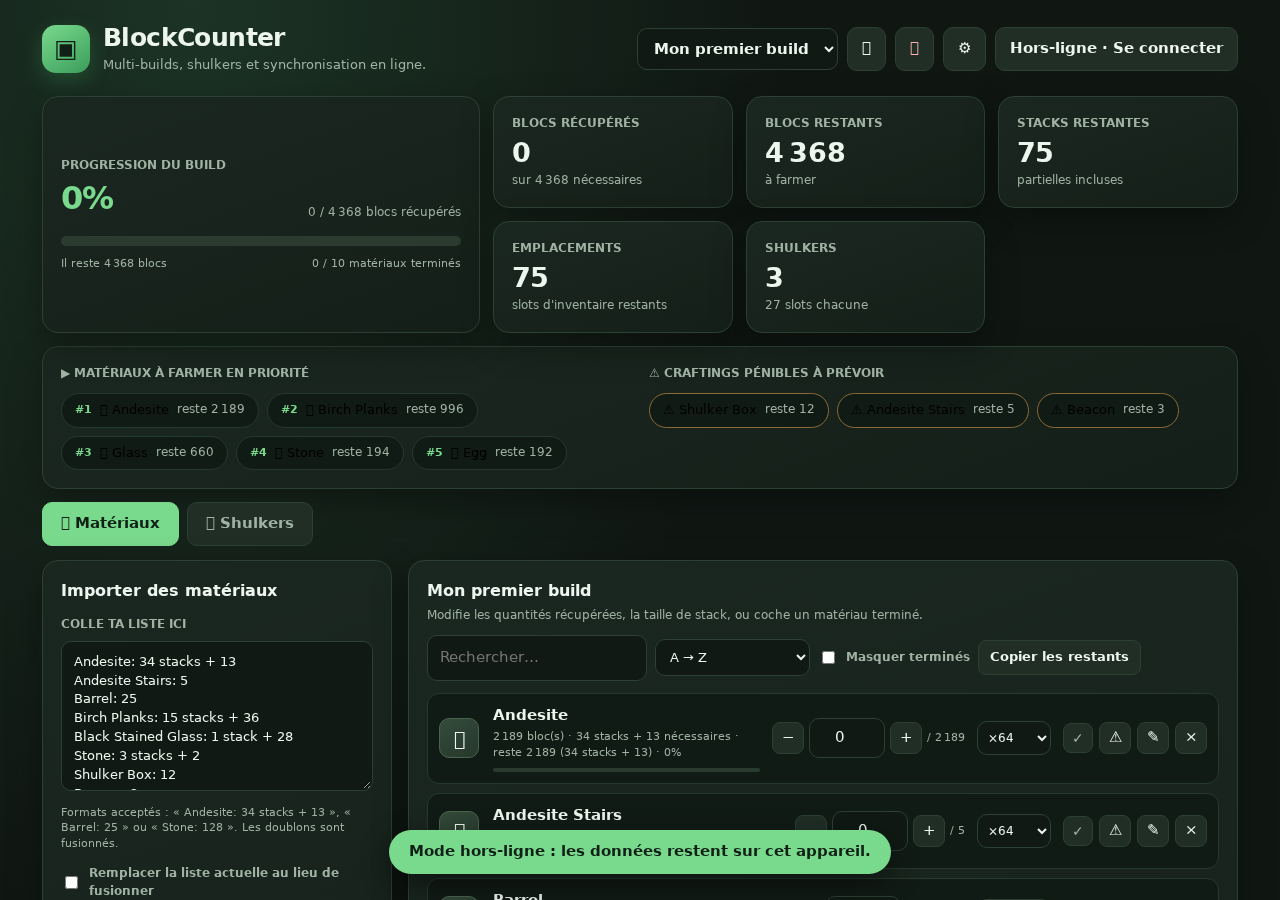 BlockCounter
Multi-builds, shulkers et synchronisation en ligne.
Mon premier build
Hors-ligne · Se connecter
PROGRESSION DU BUILD
0%
0 / 4 368 blocs récupérés
Il reste 4 368 blocs
0 / 10 matériaux terminés
BLOCS RÉCUPÉRÉS
0
sur 4 368 nécessaires
BLOCS RESTANTS
4 368
à farmer
STACKS RESTANTES
75
partielles incluses
EMPLACEMENTS
75
slots d'inventaire restants
SHULKERS
3
27 slots chacune
▶ MATÉRIAUX À FARMER EN PRIORITÉ
#1 Andesite reste 2 189
#2 Birch Planks reste 996
#3 Glass reste 660
#4 Stone reste 194
#5 Egg reste 192
⚠ CRAFTINGS PÉNIBLES À PRÉVOIR
⚠ Shulker Box reste 12
⚠ Andesite Stairs reste 5
⚠ Beacon reste 3
Matériaux
Shulkers
Importer des matériaux
COLLE TA LISTE ICI
Andesite: 34 stacks + 13
Andesite Stairs: 5
Barrel: 25
Birch Planks: 15 stacks + 36
Black Stained Glass: 1 stack + 28
Stone: 3 stacks + 2
Shulker Box: 12
Formats acceptés : « Andesite: 34 stacks + 13 », «
Barrel: 25 » ou « Stone: 128 ». Les doublons sont
fusionnés.
Remplacer la liste actuelle au lieu de
fusionner
Mon premier build
Modifie les quantités récupérées, la taille de stack, ou coche un matériau terminé.
Rechercher...
A → Z
Masquer terminés
Copier les restants
Andesite
2 189 bloc(s) · 34 stacks + 13 nécessaires ·
reste 2 189 (34 stacks + 13) · 0%
− 0 + / 2 189 ×64 ✓ ⚠ ✎ ×
Andesite Stairs
0 + / 5 ×64 ✓ ⚠ ✎ ×
Barrel
Mode hors-ligne : les données restent sur cet appareil.